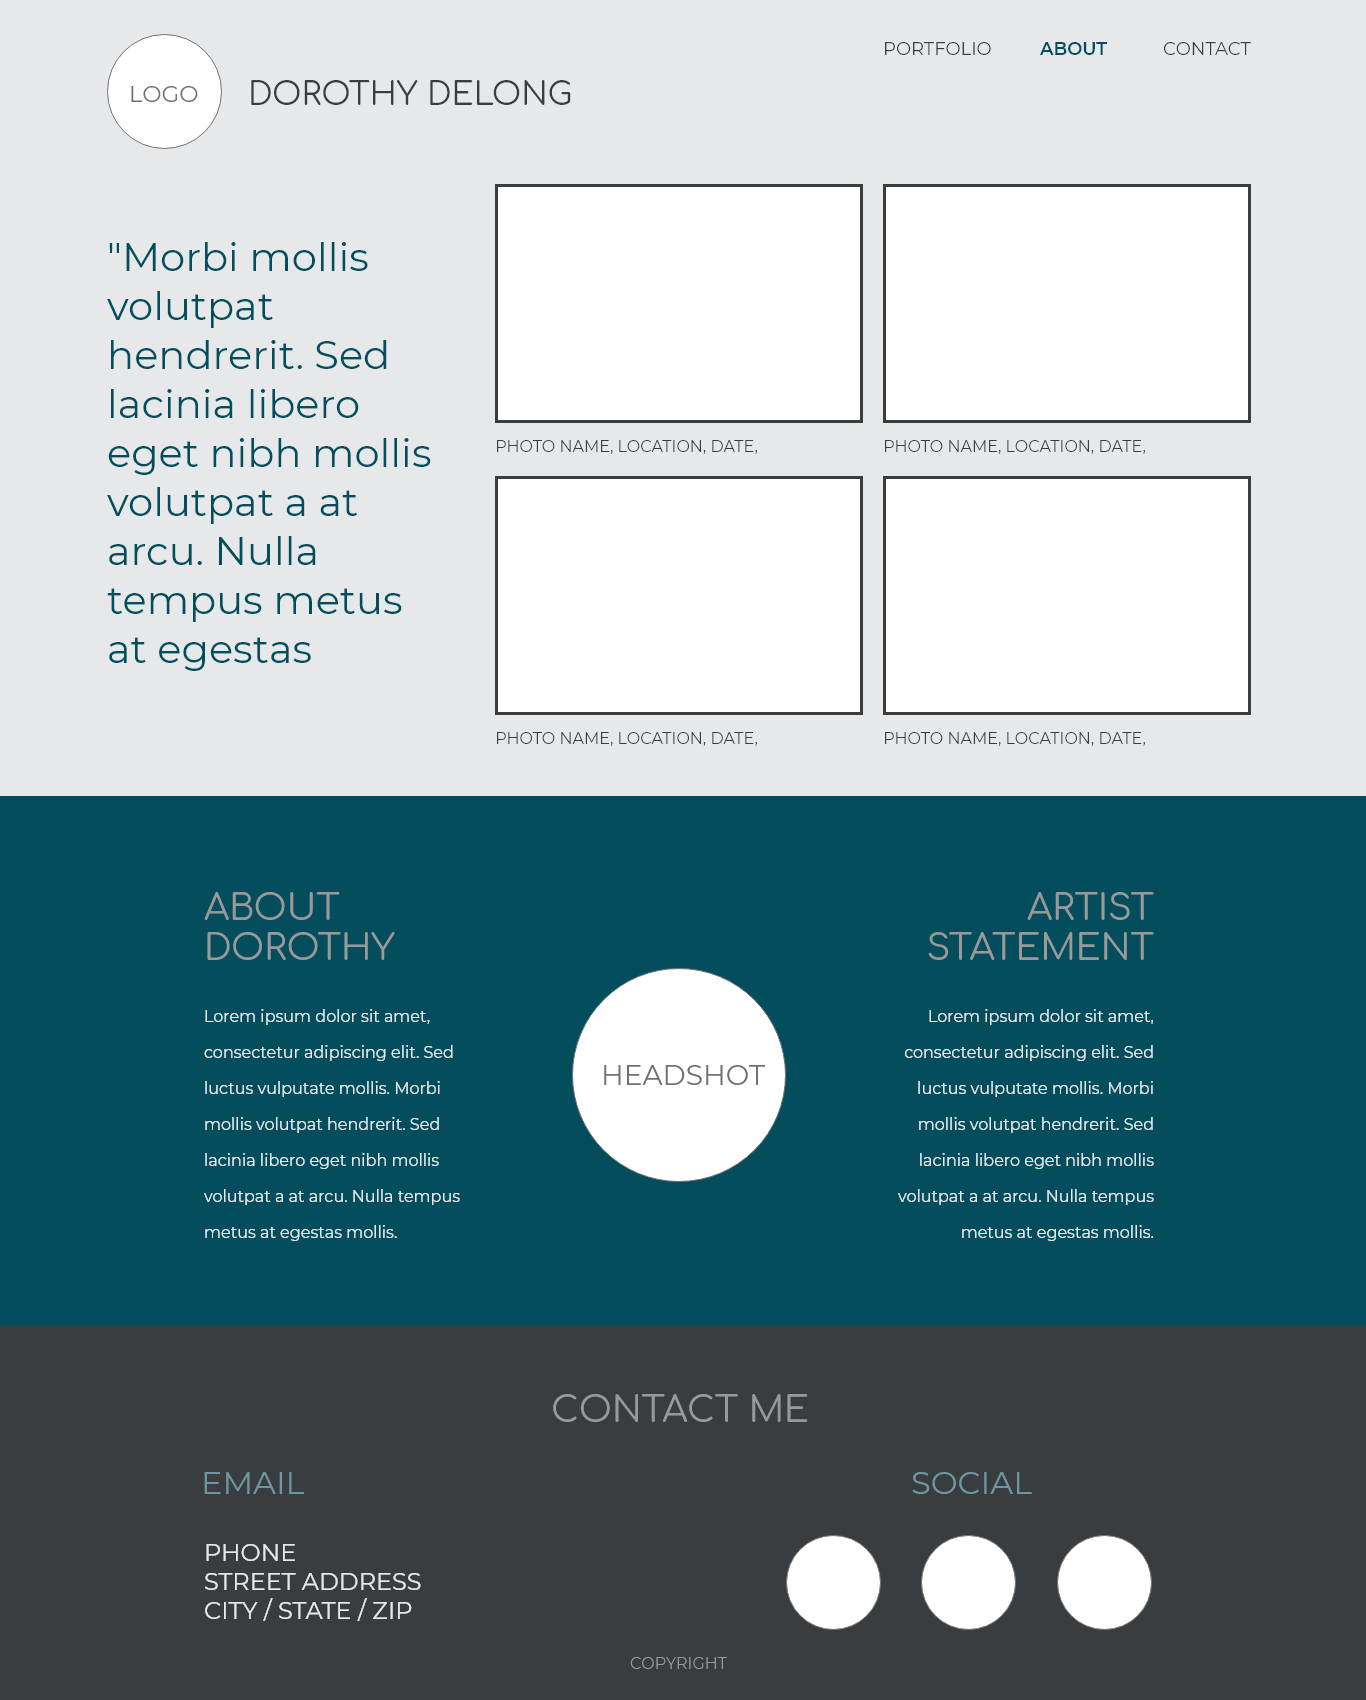 LOGO
DOROTHY DELONG
PORTFOLIO
ABOUT
CONTACT
"Morbi mollis
volutpat
hendrerit. Sed
lacinia libero
eget nibh mollis
volutpat a at
arcu. Nulla
tempus metus
at egestas
PHOTO NAME, LOCATION, DATE,
PHOTO NAME, LOCATION, DATE,
PHOTO NAME, LOCATION, DATE,
PHOTO NAME, LOCATION, DATE,
ABOUT
DOROTHY
Lorem ipsum dolor sit amet,
consectetur adipiscing elit. Sed
luctus vulputate mollis. Morbi
mollis volutpat hendrerit. Sed
lacinia libero eget nibh mollis
volutpat a at arcu. Nulla tempus
metus at egestas mollis.
HEADSHOT
ARTIST
STATEMENT
Lorem ipsum dolor sit amet,
consectetur adipiscing elit. Sed
luctus vulputate mollis. Morbi
mollis volutpat hendrerit. Sed
lacinia libero eget nibh mollis
volutpat a at arcu. Nulla tempus
metus at egestas mollis.
CONTACT ME
EMAIL
PHONE
STREET ADDRESS
CITY / STATE / ZIP
SOCIAL
COPYRIGHT